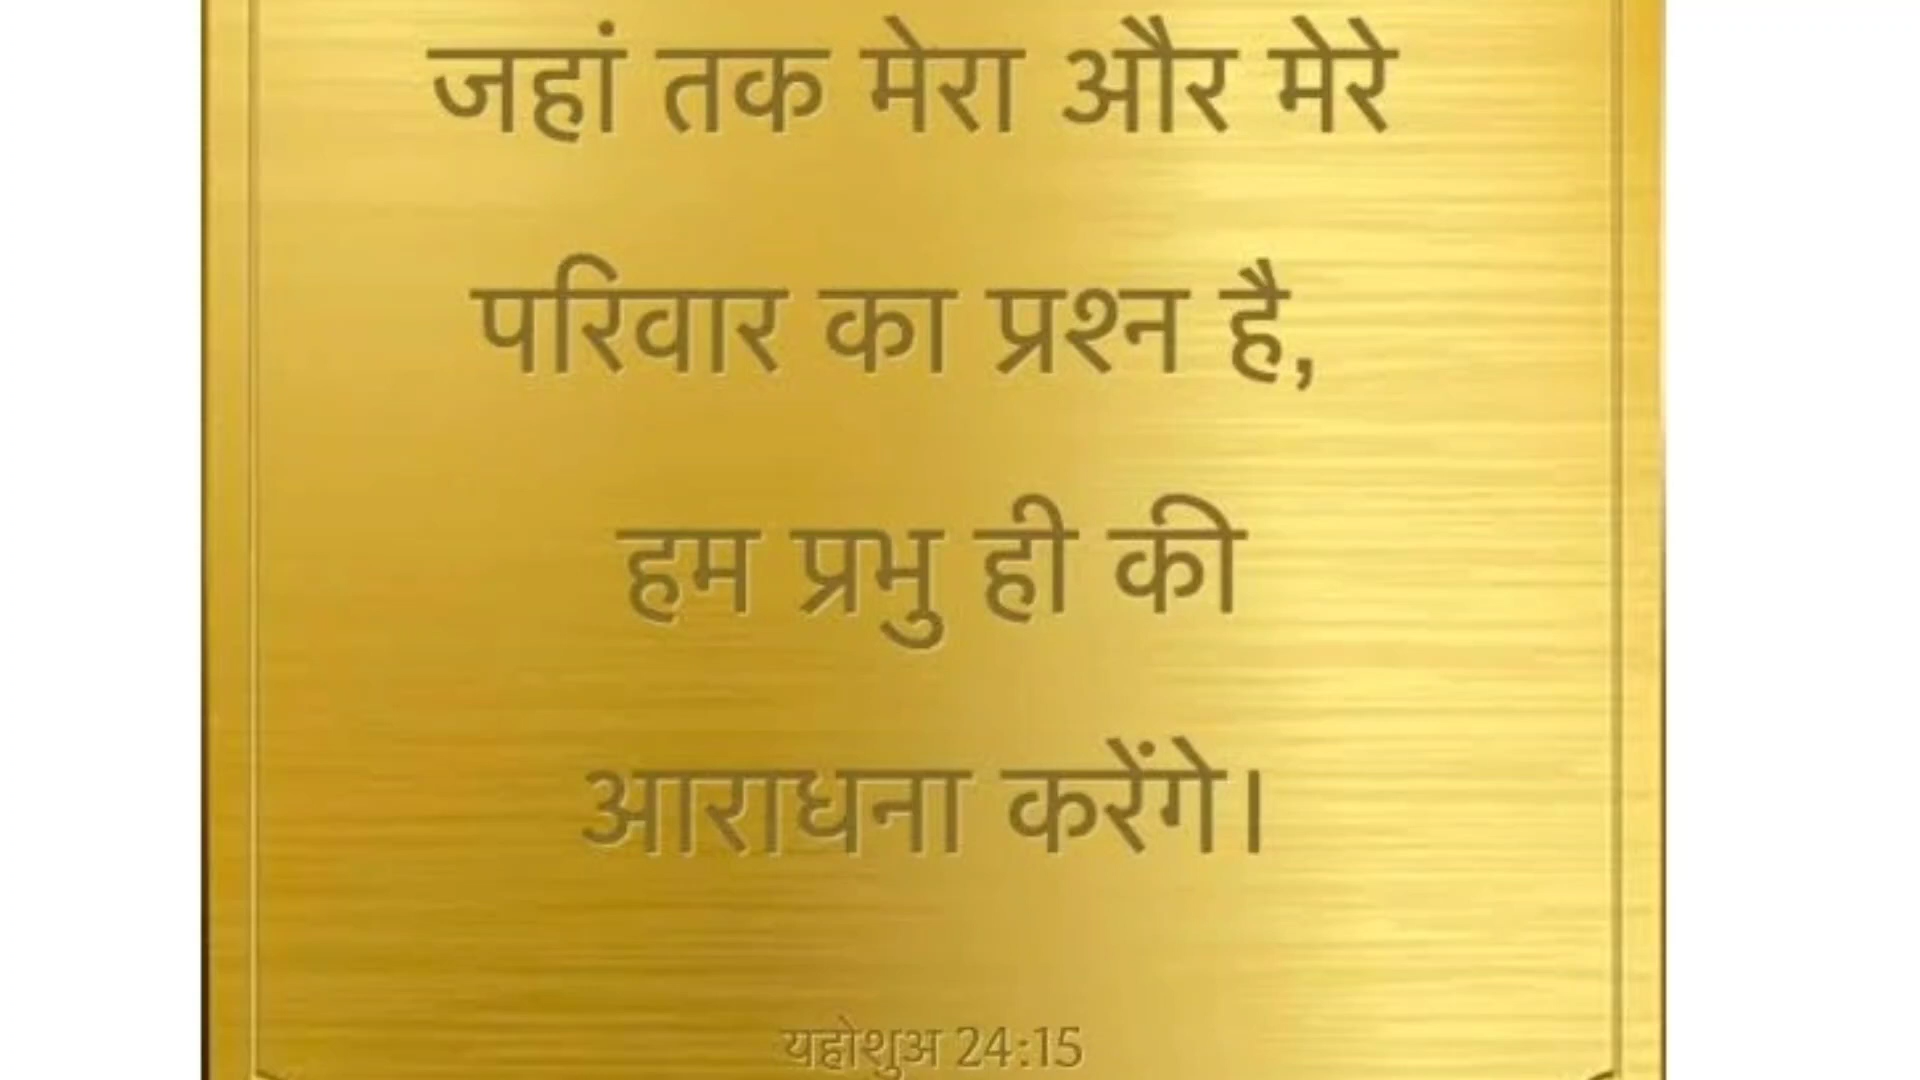 जहां तक मेरा और मेरे
परिवार का प्रश्न है,
हम प्रभु ही की
आराधना करेंगे।
यहोशुअ 24:15